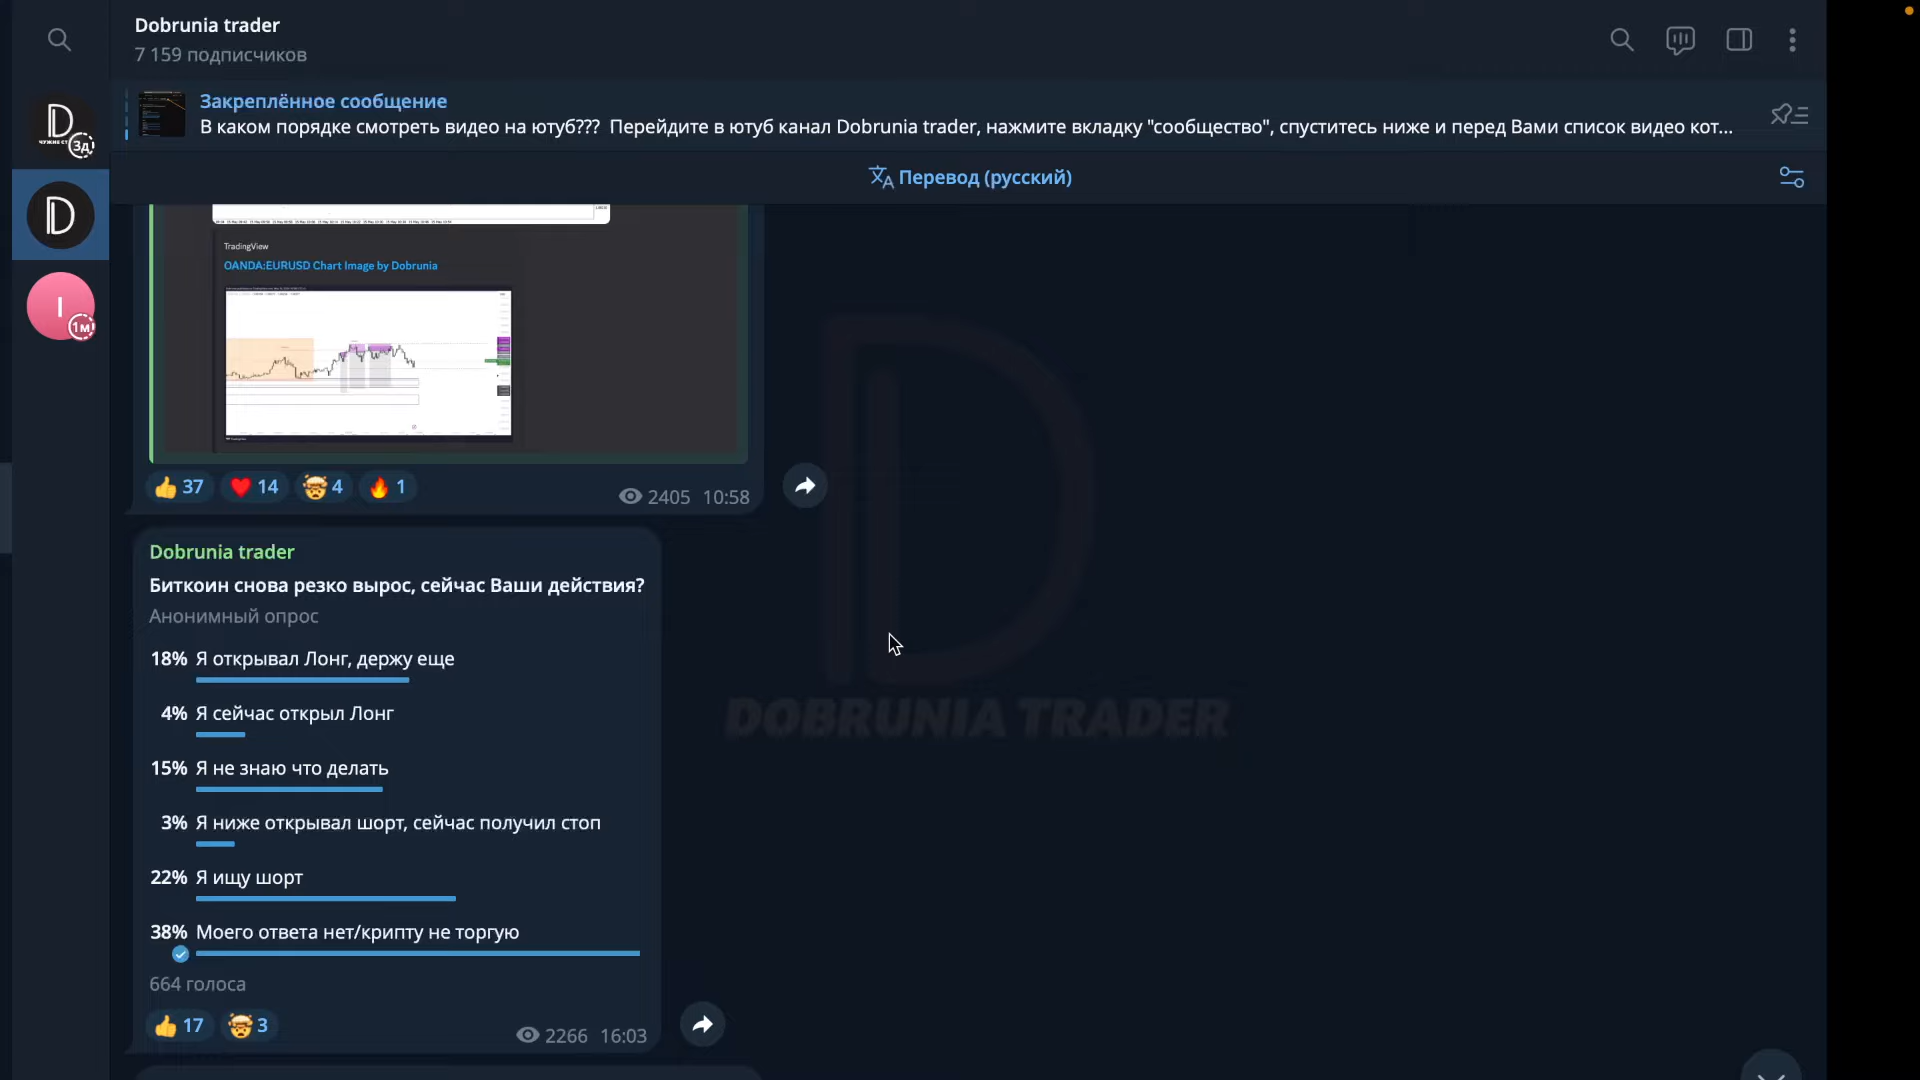 Dobrunia trader
7 159 подписчиков
Закреплённое сообщение
В каком порядке смотреть видео на ютуб??? Перейдите в ютуб канал Dobrunia trader, нажмите вкладку "сообщество", спуститесь ниже и перед Вами список видео кот...
Перевод (русский)
3д
1м
TradingView
OANDA:EURUSD Chart Image by Dobrunia
37 14 4 1
2405 10:58
Dobrunia trader
Биткоин снова резко вырос, сейчас Ваши действия?
Анонимный опрос
18% Я открывал Лонг, держу еще
4% Я сейчас открыл Лонг
15% Я не знаю что делать
3% Я ниже открывал шорт, сейчас получил стоп
22% Я ищу шорт
38% Моего ответа нет/крипту не торгую
664 голоса
17 3
2266 16:03
DOBRUNIA TRADER